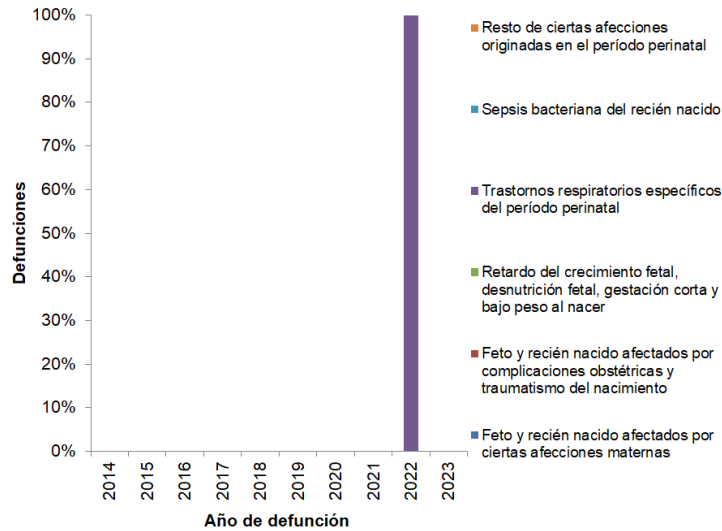 Defunciones
100%
90%
80%
70%
60%
50%
40%
30%
20%
10%
0%
2014
2015
2016
2017
2018
2019
2020
2021
2022
2023
Año de defunción
Resto de ciertas afecciones
originadas en el período perinatal
Sepsis bacteriana del recién nacido
Trastornos respiratorios específicos
del período perinatal
Retardo del crecimiento fetal,
desnutrición fetal, gestación corta y
bajo peso al nacer
Feto y recién nacido afectados por
complicaciones obstétricas y
traumatismo del nacimiento
Feto y recién nacido afectados por
ciertas afecciones maternas